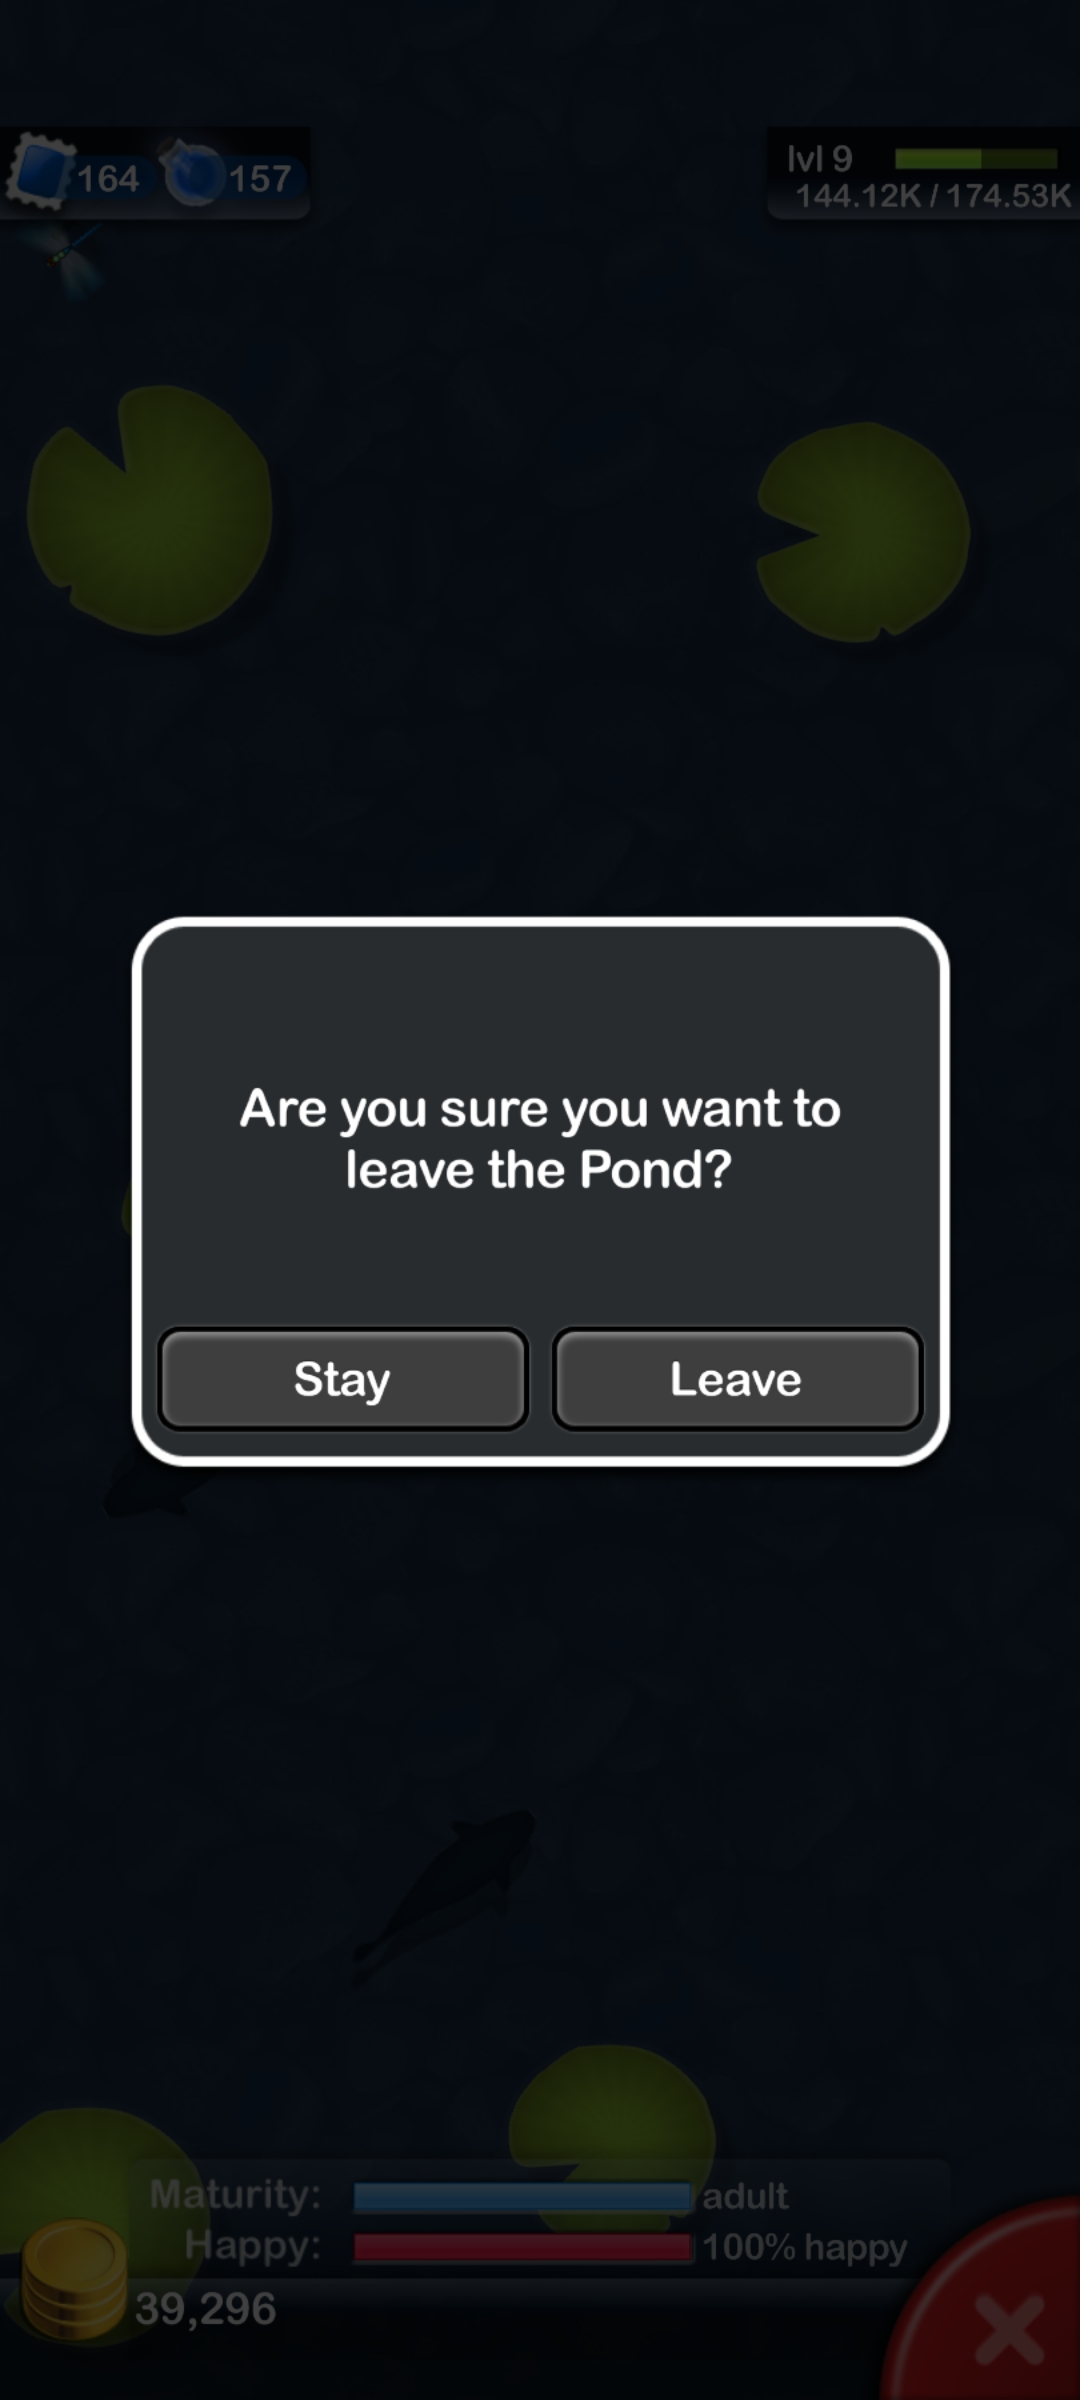 164 157
lvl 9
144.12K / 174.53K
Are you sure you want to
leave the Pond?
Stay Leave
Maturity: adult
Happy: 100% happy
39,296